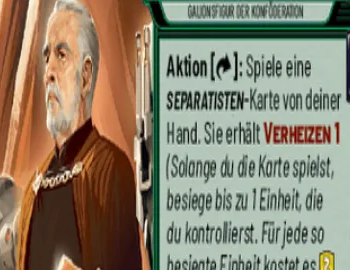 GALIONSFIGUR DER KONFÖDERATION
Aktion [↷]: Spiele eine
SEPARATISTEN-Karte von deiner
Hand. Sie erhält VERHEIZEN 1
(Solange du die Karte spielst,
besiege bis zu 1 Einheit, die
du kontrollierst. Für jede so
besiegte Einheit kostet es 2